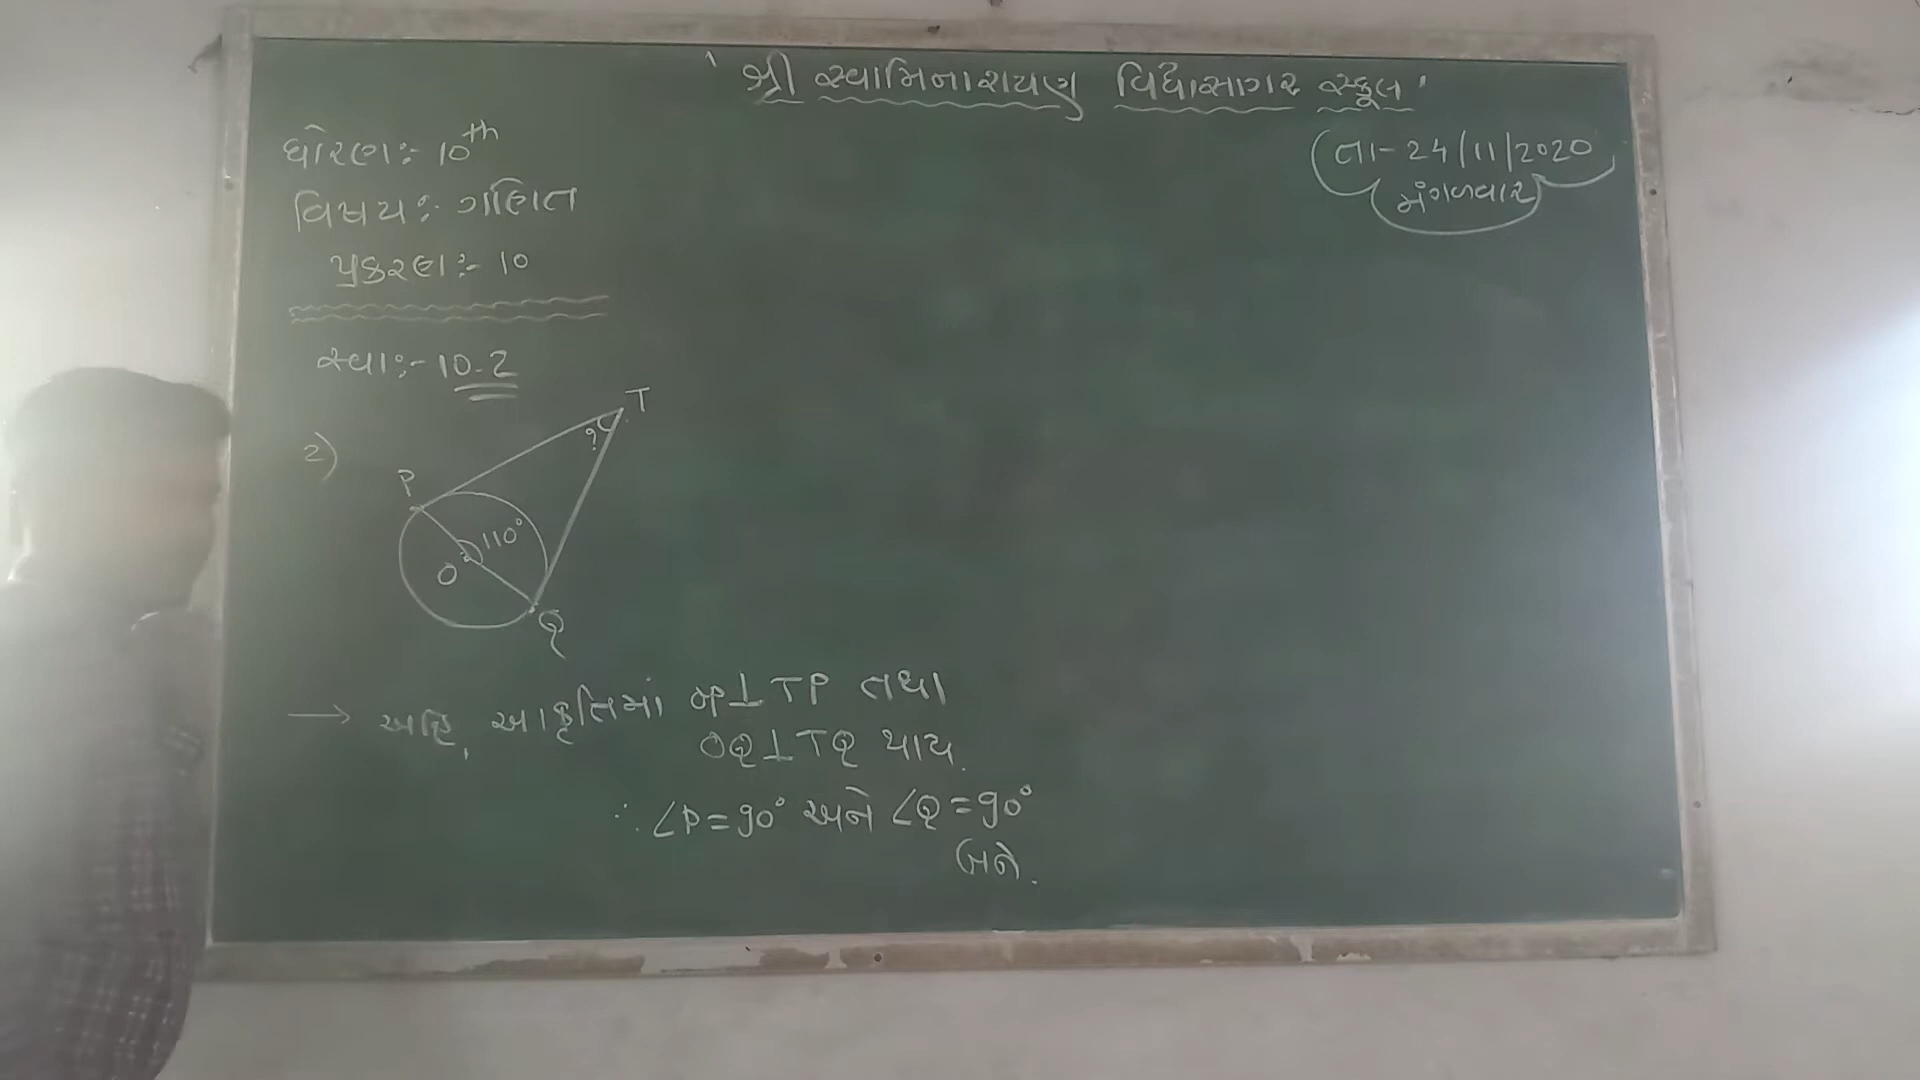 ' શ્રી સ્વામિનારાયણ વિદ્યાસાગર સ્કૂલ '
ધોરણ:- 10th
તા- 24/11/2020
મંગળવાર
વિષય:- ગણિત
પ્રકરણ:- 10
સ્વા:- 10.2
2)
T
?
P
110°
O
Q
→ અહિ, આકૃતિમાં OP⊥TP તથા
OQ⊥TQ થાય.
∴ ∠P=90° અને ∠Q=90°
બને.